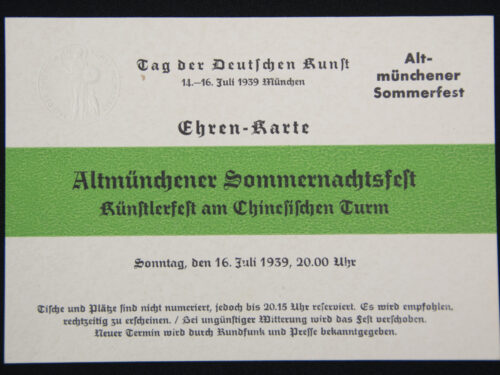 Tag der Deutschen Kunst
14.–16. Juli 1939 München
Alt-
münchener
Sommerfest
Ehren-Karte
Altmünchener Sommernachtsfest
Künstlerfest am Chinesischen Turm
Sonntag, den 16. Juli 1939, 20.00 Uhr
Tische und Plätze sind nicht numeriert, jedoch bis 20.15 Uhr reserviert. Es wird empfohlen,
rechtzeitig zu erscheinen. / Bei ungünstiger Witterung wird das Fest verschoben.
Neuer Termin wird durch Rundfunk und Presse bekanntgegeben.